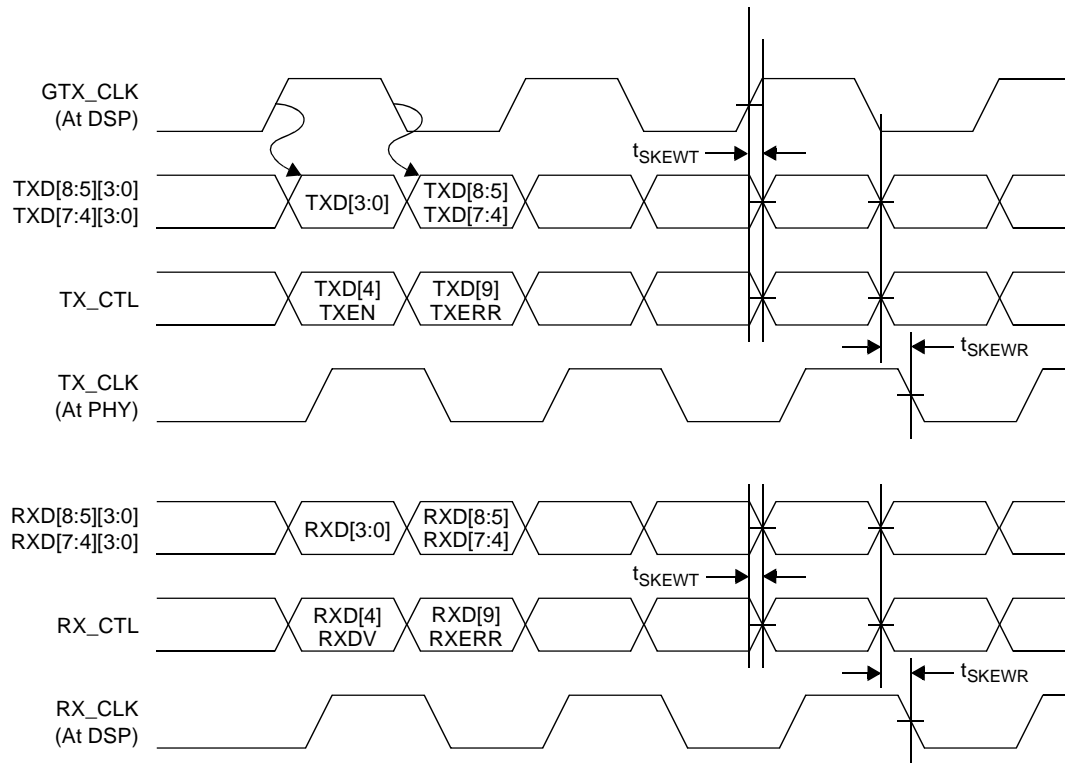 GTX_CLK
(At DSP)
tSKEWT
TXD[8:5][3:0]
TXD[7:4][3:0]
TXD[3:0]
TXD[8:5]
TXD[7:4]
TX_CTL
TXD[4]
TXEN
TXD[9]
TXERR
tSKEWR
TX_CLK
(At PHY)
RXD[8:5][3:0]
RXD[7:4][3:0]
RXD[3:0]
RXD[8:5]
RXD[7:4]
tSKEWT
RX_CTL
RXD[4]
RXDV
RXD[9]
RXERR
tSKEWR
RX_CLK
(At DSP)